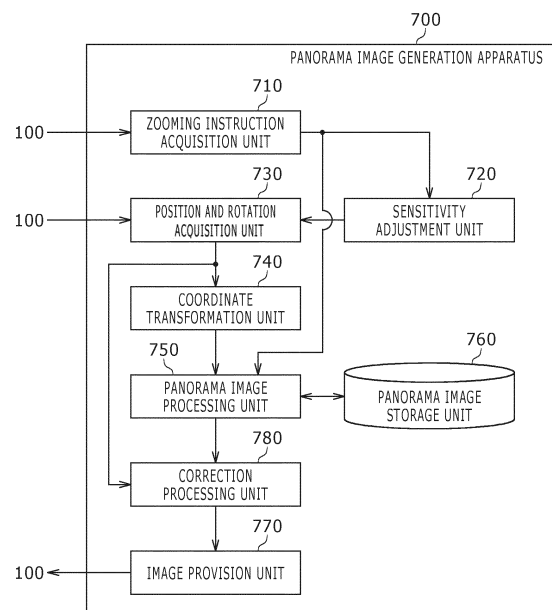 700
PANORAMA IMAGE GENERATION APPARATUS
710
100
ZOOMING INSTRUCTION
ACQUISITION UNIT
730
720
100
POSITION AND ROTATION
ACQUISITION UNIT
SENSITIVITY
ADJUSTMENT UNIT
740
COORDINATE
TRANSFORMATION UNIT
750
760
PANORAMA IMAGE
PROCESSING UNIT
PANORAMA IMAGE
STORAGE UNIT
780
CORRECTION
PROCESSING UNIT
770
100
IMAGE PROVISION UNIT